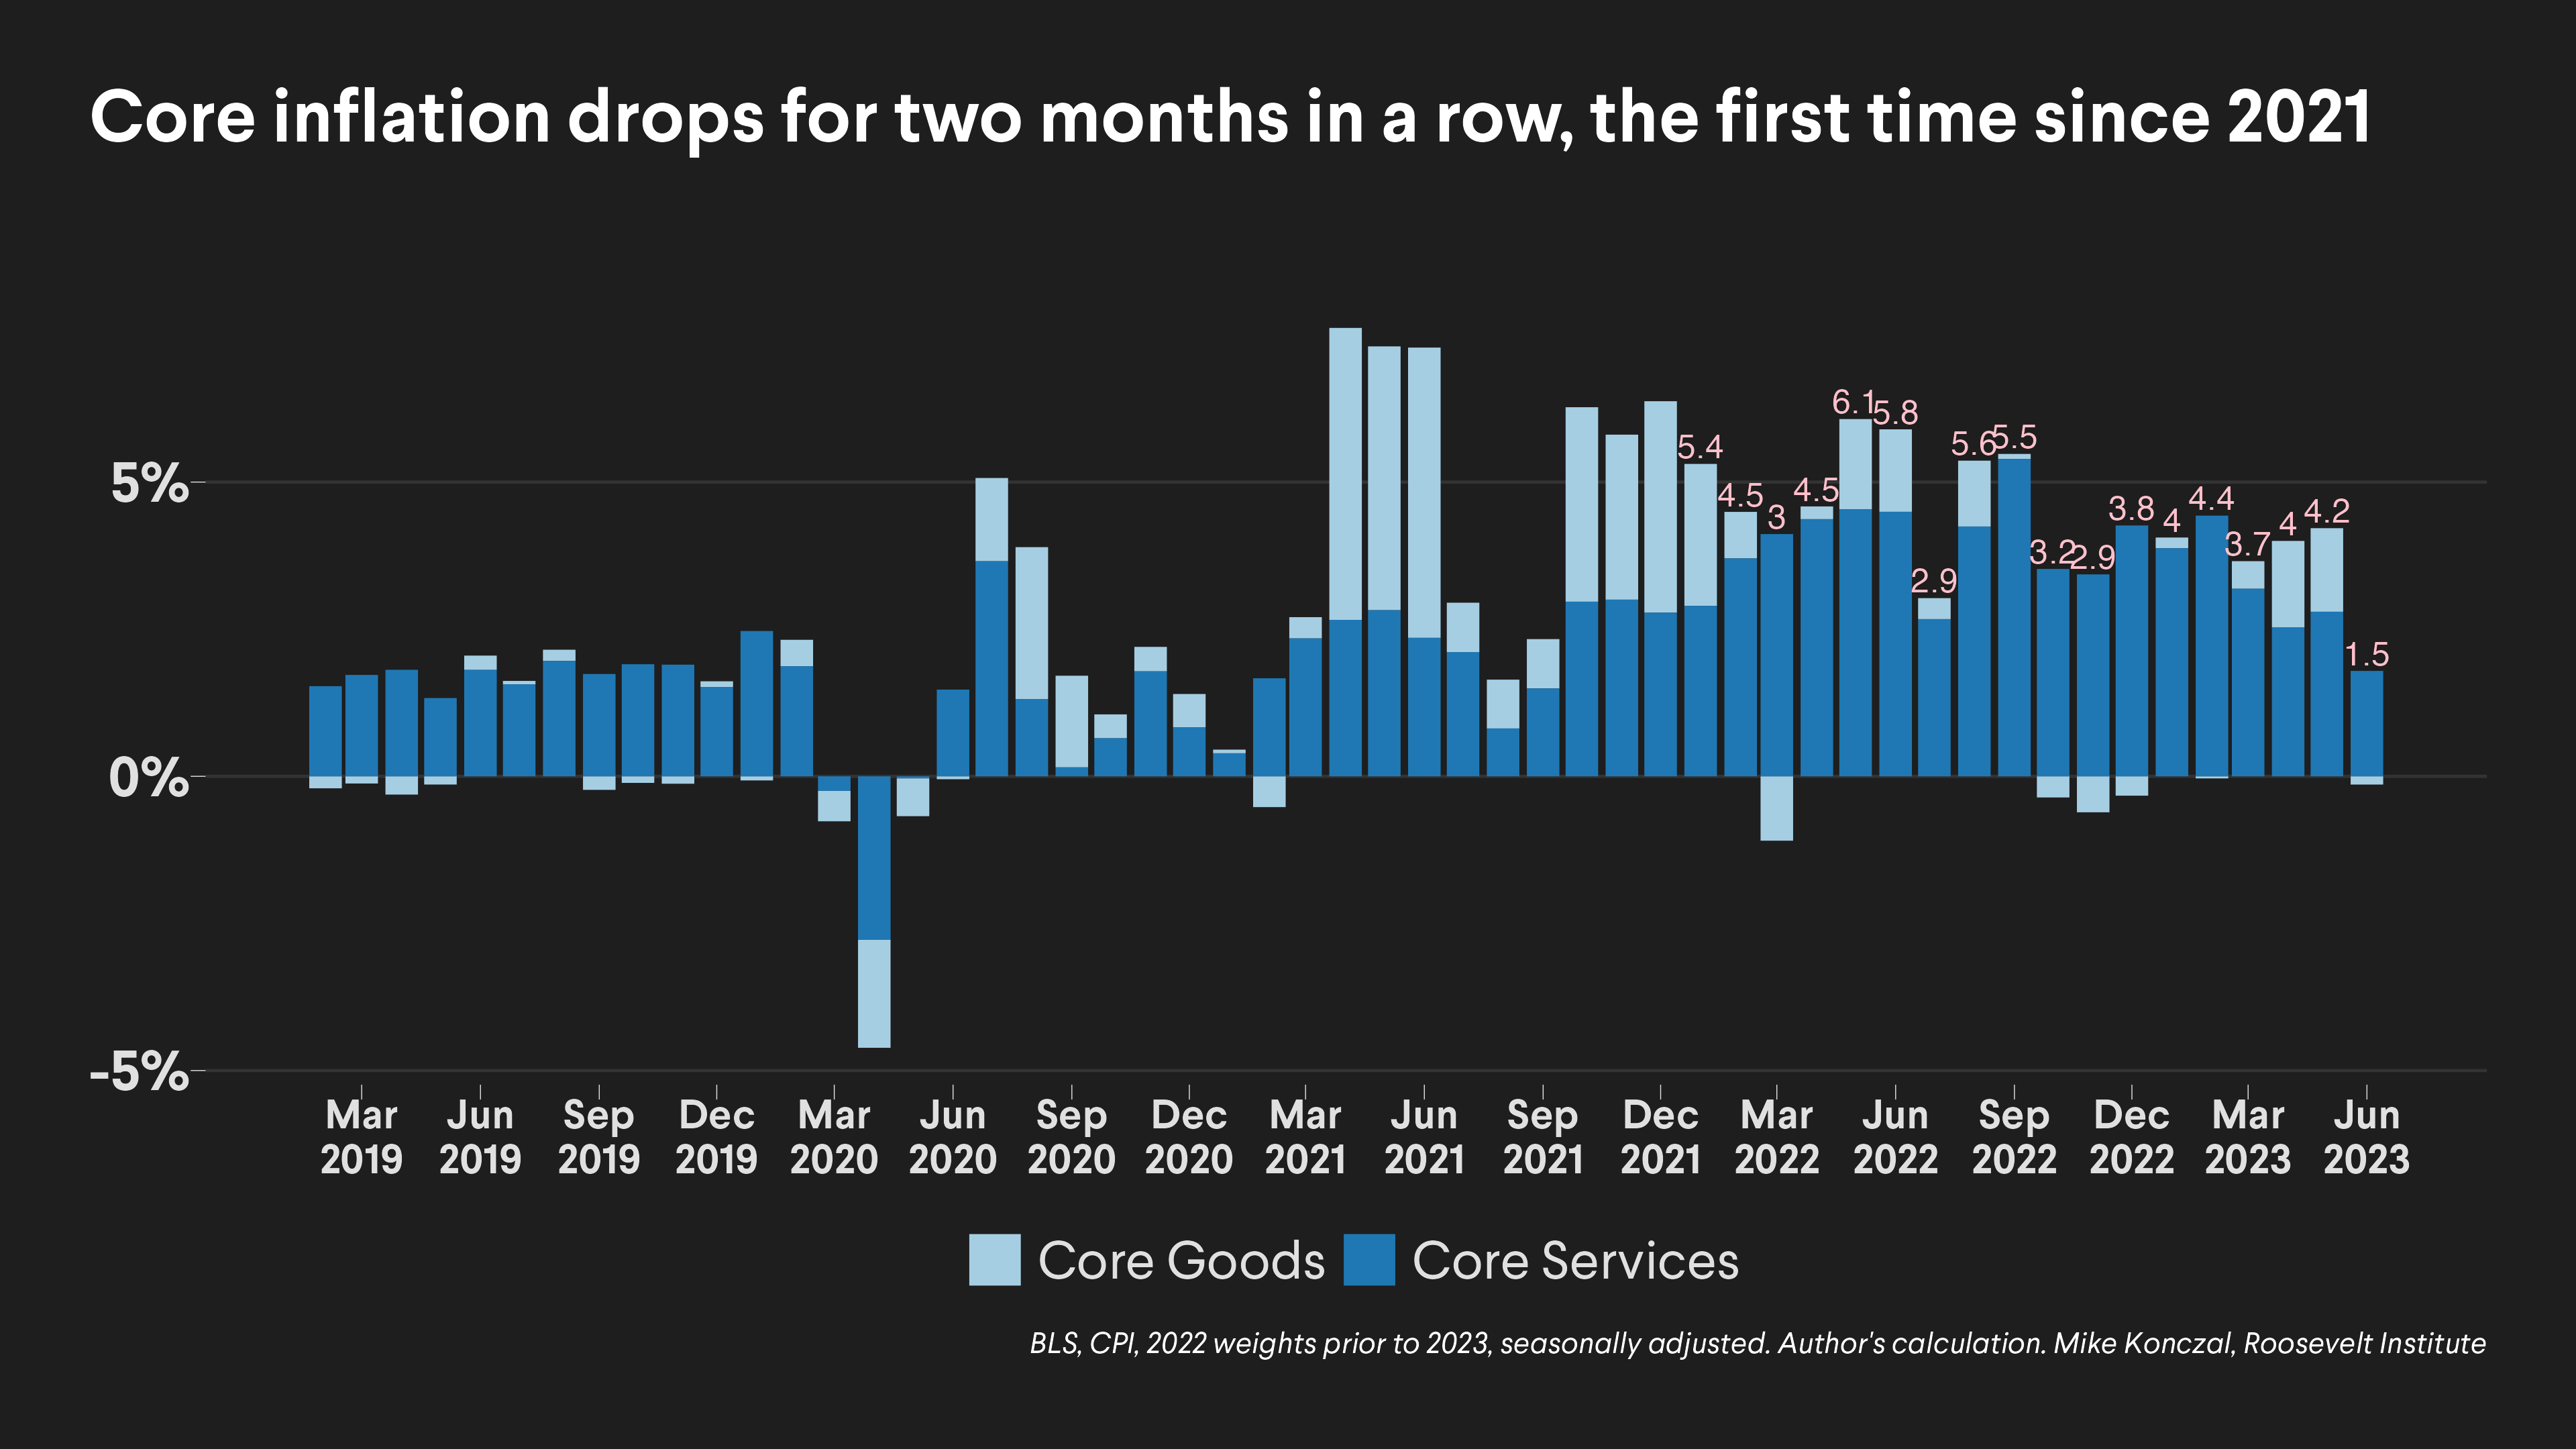 Core inflation drops for two months in a row, the first time since 2021
5%
0%
-5%
5.4
4.5
3
4.5
6.1
5.8
2.9
5.6
5.5
3.2
2.9
3.8
4
4.4
3.7
4
4.2
1.5
Mar 2019
Jun 2019
Sep 2019
Dec 2019
Mar 2020
Jun 2020
Sep 2020
Dec 2020
Mar 2021
Jun 2021
Sep 2021
Dec 2021
Mar 2022
Jun 2022
Sep 2022
Dec 2022
Mar 2023
Jun 2023
Core Goods
Core Services
BLS, CPI, 2022 weights prior to 2023, seasonally adjusted. Author's calculation. Mike Konczal, Roosevelt Institute